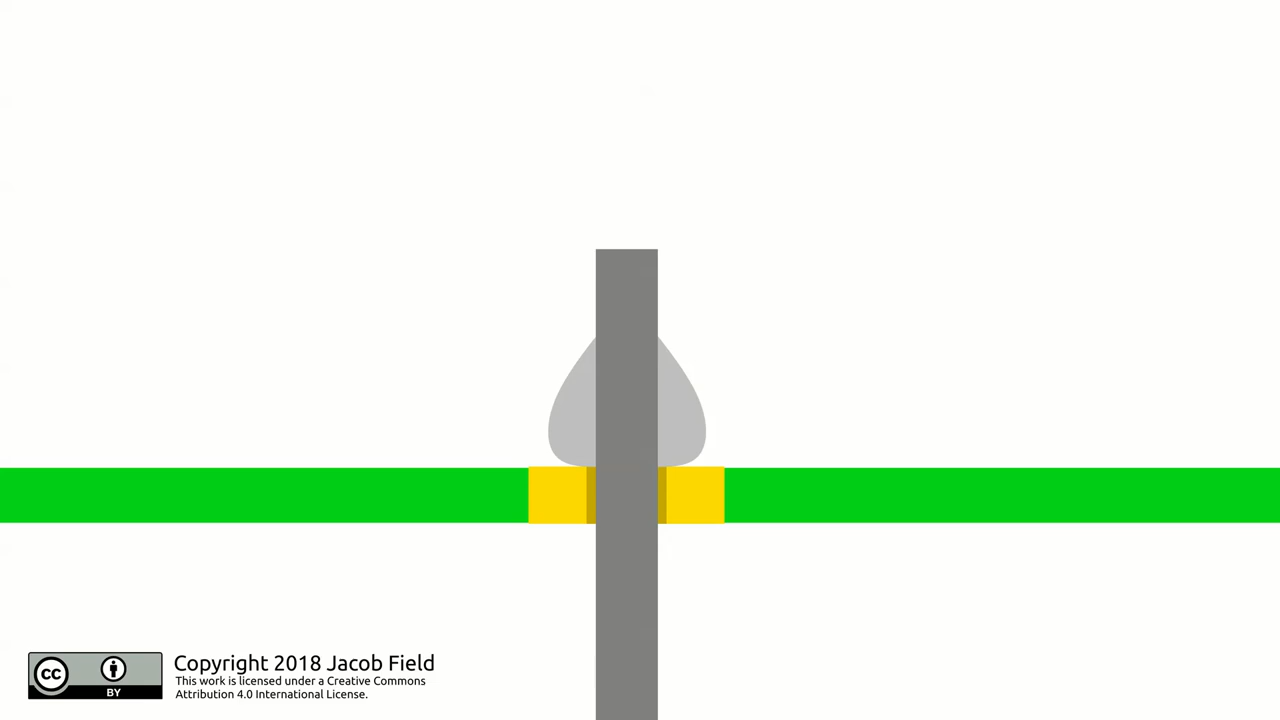 cc
BY
Copyright 2018 Jacob Field
This work is licensed under a Creative Commons
Attribution 4.0 International License.